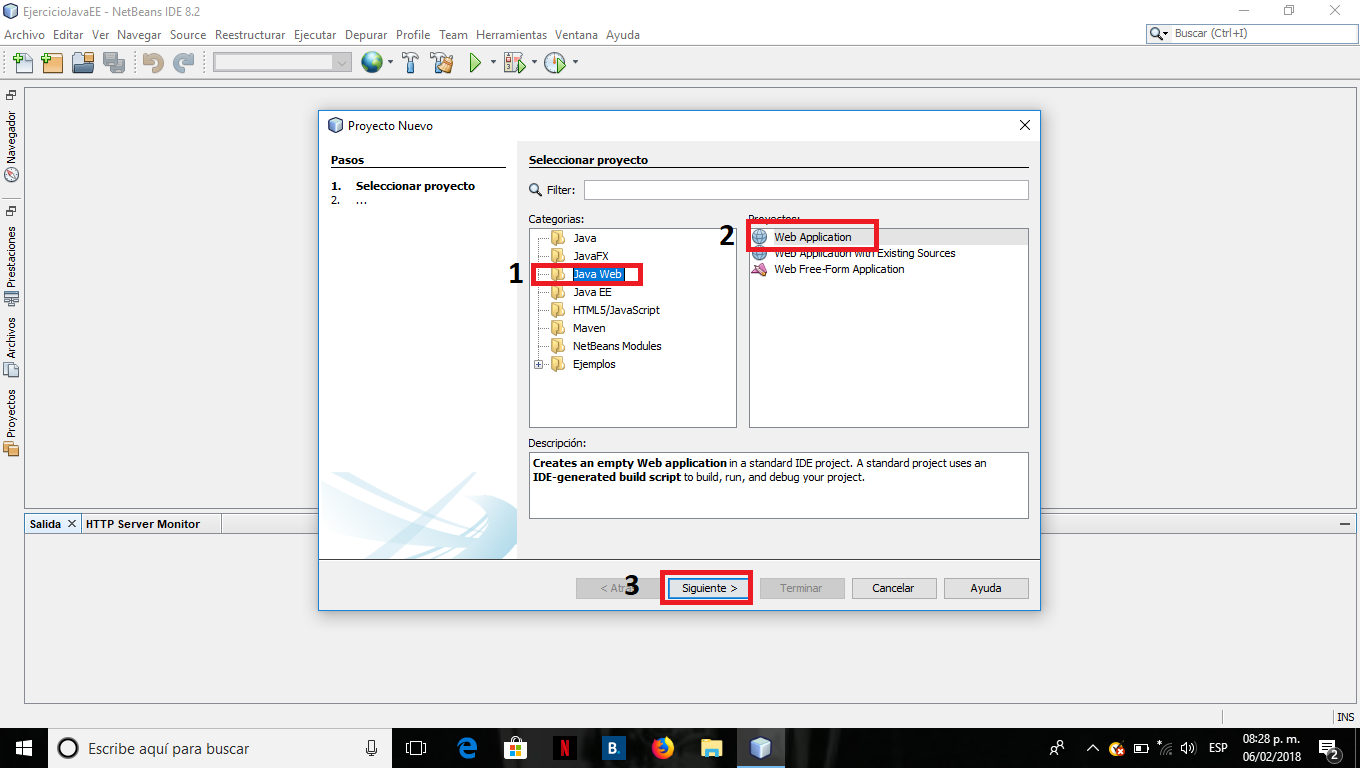 EjercicioJavaEE - NetBeans IDE 8.2
Archivo Editar Ver Navegar Source Reestructurar Ejecutar Depurar Profile Team Herramientas Ventana Ayuda
Buscar (Ctrl+I)
Navegador
Prestaciones
Archivos
Proyectos
Proyecto Nuevo
Pasos
1. Seleccionar proyecto
2. ...
Seleccionar proyecto
Filter:
Categorías:
Java
JavaFX
1
Java Web
Java EE
HTML5/JavaScript
Maven
NetBeans Modules
Ejemplos
Proyectos:
2
Web Application
Web Application with Existing Sources
Web Free-Form Application
Descripción:
Creates an empty Web application in a standard IDE project. A standard project uses an
IDE-generated build script to build, run, and debug your project.
< Atrás
3
Siguiente >
Terminar
Cancelar
Ayuda
Salida
HTTP Server Monitor
INS
Escribe aquí para buscar
N
B.
ESP
08:28 p. m.
06/02/2018
2